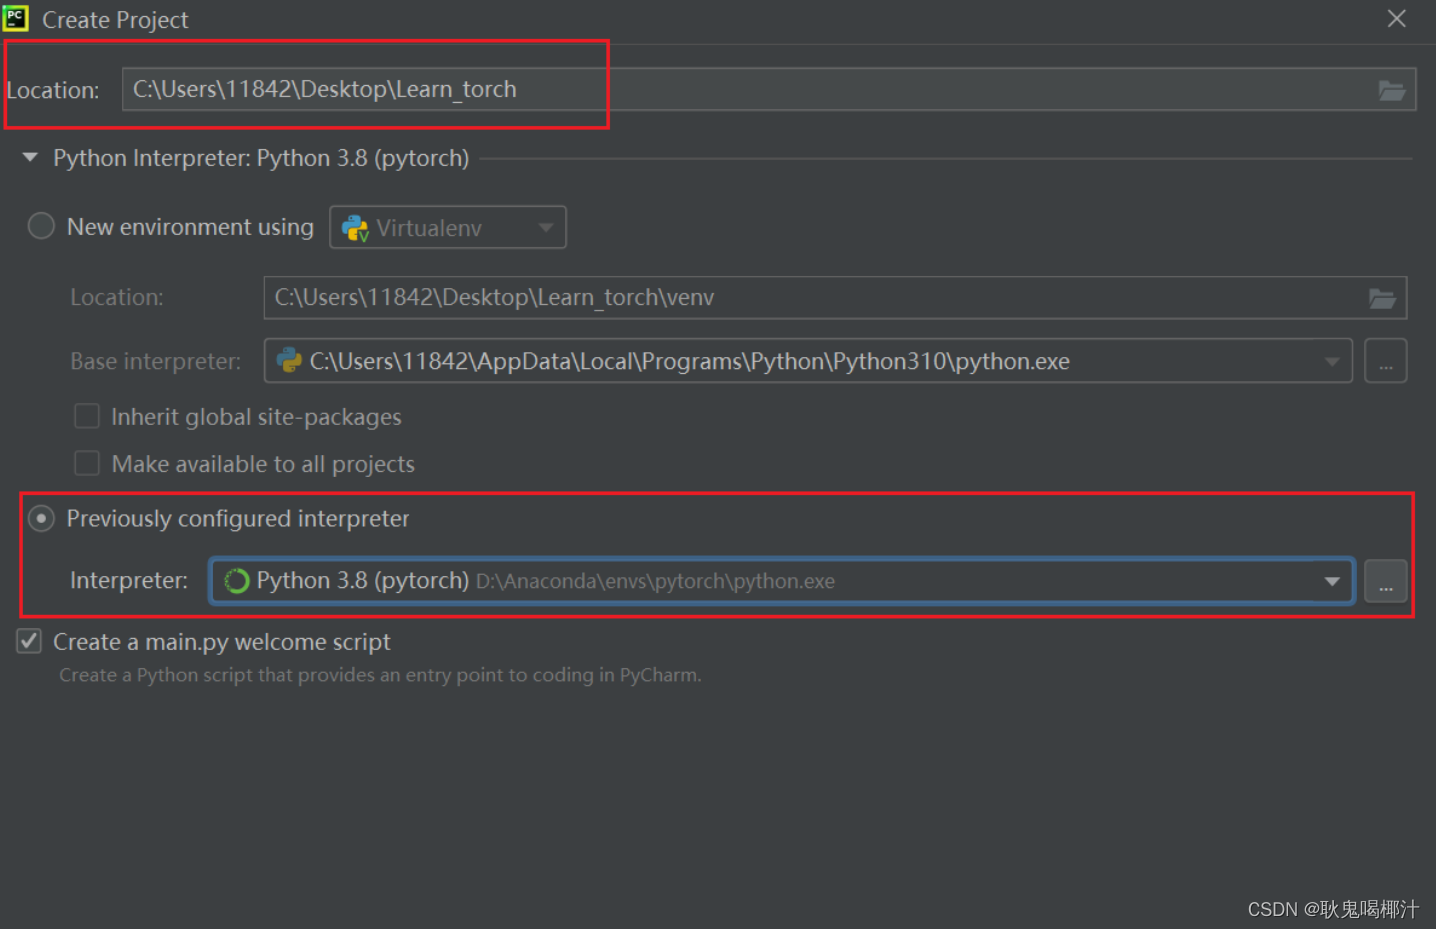 PC
Create Project
Location: C:\Users\11842\Desktop\Learn_torch
Python Interpreter: Python 3.8 (pytorch)
New environment using Virtualenv
Location: C:\Users\11842\Desktop\Learn_torch\venv
Base interpreter: C:\Users\11842\AppData\Local\Programs\Python\Python310\python.exe ...
Inherit global site-packages
Make available to all projects
Previously configured interpreter
Interpreter: Python 3.8 (pytorch) D:\Anaconda\envs\pytorch\python.exe ...
Create a main.py welcome script
Create a Python script that provides an entry point to coding in PyCharm.
CSDN @耿鬼喝椰汁